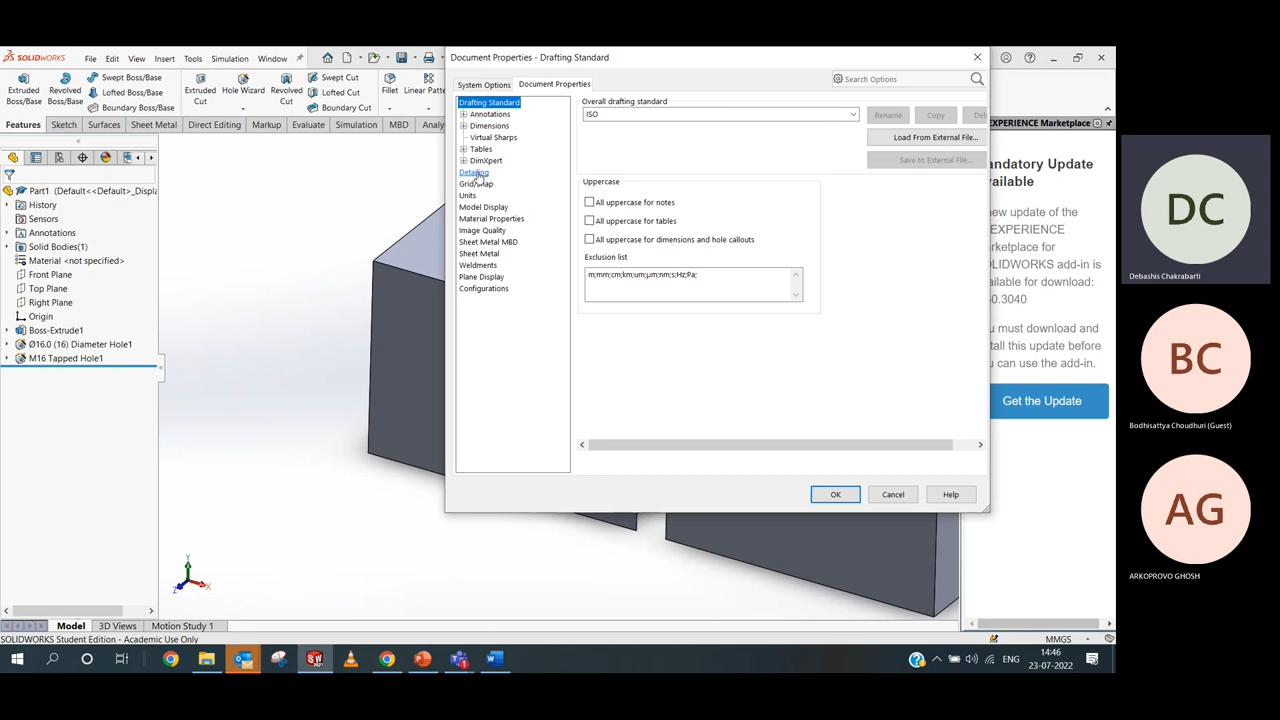 SOLIDWORKS
File Edit View Insert Tools Simulation Window
Extruded Boss/Base
Revolved Boss/Base
Swept Boss/Base
Lofted Boss/Base
Boundary Boss/Base
Extruded Cut
Hole Wizard
Revolved Cut
Swept Cut
Lofted Cut
Boundary Cut
Fillet
Linear Patte
Features Sketch Surfaces Sheet Metal Direct Editing Markup Evaluate Simulation MBD Analy
Part1 (Default<<Default>_Displa
History
Sensors
Annotations
Solid Bodies(1)
Material <not specified>
Front Plane
Top Plane
Right Plane
Origin
Boss-Extrude1
Ø16.0 (16) Diameter Hole1
M16 Tapped Hole1
Document Properties - Drafting Standard
System Options Document Properties
Search Options
Drafting Standard
Annotations
Dimensions
Virtual Sharps
Tables
DimXpert
Detailing
Grid/Snap
Units
Model Display
Material Properties
Image Quality
Sheet Metal MBD
Sheet Metal
Weldments
Plane Display
Configurations
Overall drafting standard
ISO
Rename Copy Del
Load From External File...
Save to External File...
Uppercase
All uppercase for notes
All uppercase for tables
All uppercase for dimensions and hole callouts
Exclusion list
m;mm;cm;km;um;µm;nm;s;Hz;Pa;
OK Cancel Help
EXPERIENCE Marketplace
andatory Update
vailable
new update of the
EXPERIENCE
arketplace for
OLIDWORKS add-in is
ailable for download:
0.3040
u must download and
tall this update before
u can use the add-in.
Get the Update
Y
X
Z
Model 3D Views Motion Study 1
SOLIDWORKS Student Edition - Academic Use Only
MMGS
ENG
14:46
23-07-2022
DC
Debashis Chakrabarti
BC
Bodhisattya Choudhuri (Guest)
AG
ARKOPROVO GHOSH